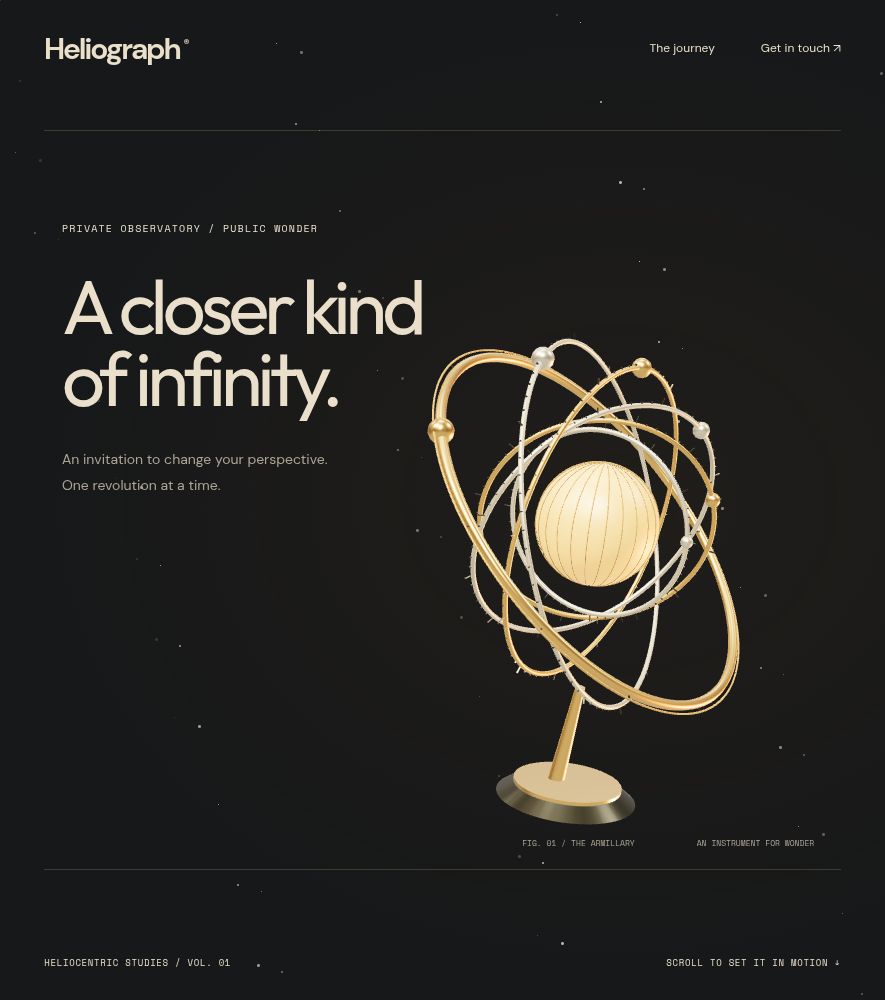 Heliograph®
The journey
Get in touch ↗
PRIVATE OBSERVATORY / PUBLIC WONDER
A closer kind
of infinity.
An invitation to change your perspective.
One revolution at a time.
FIG. 01 / THE ARMILLARY
AN INSTRUMENT FOR WONDER
HELIOCENTRIC STUDIES / VOL. 01
SCROLL TO SET IT IN MOTION ↓